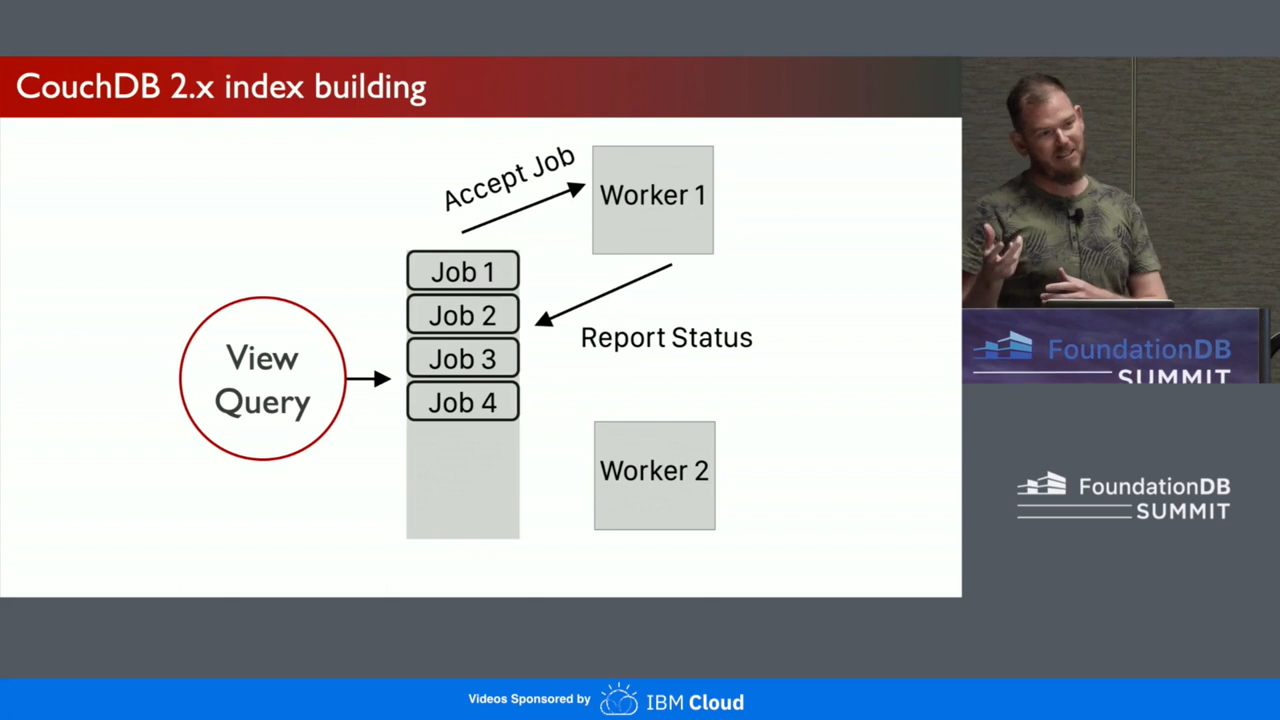 CouchDB 2.x index building
Accept Job
Worker 1
Job 1
Job 2
Job 3
Job 4
View
Query
Report Status
Worker 2
FoundationDB
SUMMIT
FoundationDB
SUMMIT
Videos Sponsored by
IBM Cloud